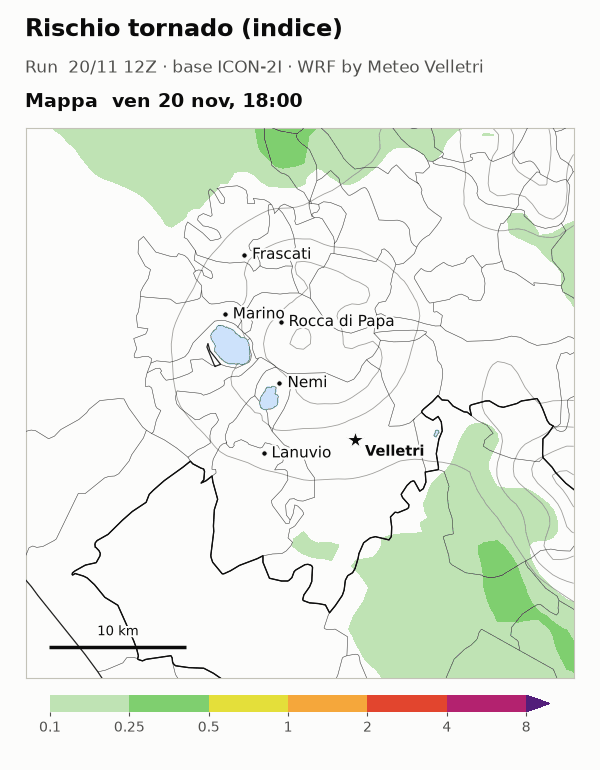 Rischio tornado (indice)
Run  20/11 12Z · base ICON-2I · WRF by Meteo Velletri
Mappa  ven 20 nov, 18:00
Frascati
Marino
Rocca di Papa
Nemi
Velletri
Lanuvio
10 km
0.1 0.25 0.5 1 2 4 8